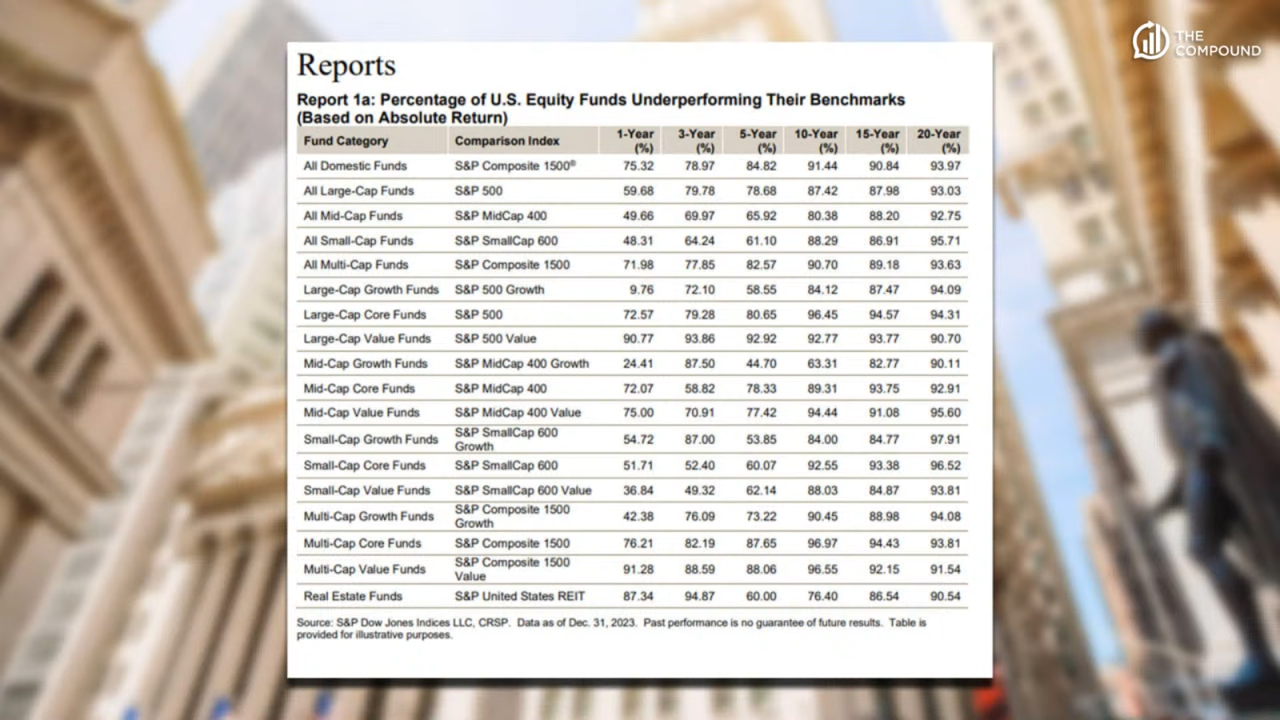 THE
COMPOUND
Reports
Report 1a: Percentage of U.S. Equity Funds Underperforming Their Benchmarks
(Based on Absolute Return)
Fund Category Comparison Index 1-Year (%) 3-Year (%) 5-Year (%) 10-Year (%) 15-Year (%) 20-Year (%)
All Domestic Funds S&P Composite 1500® 75.32 78.97 84.82 91.44 90.84 93.97
All Large-Cap Funds S&P 500 59.68 79.78 78.68 87.42 87.98 93.03
All Mid-Cap Funds S&P MidCap 400 49.66 69.97 65.92 80.38 88.20 92.75
All Small-Cap Funds S&P SmallCap 600 48.31 64.24 61.10 88.29 86.91 95.71
All Multi-Cap Funds S&P Composite 1500 71.98 77.85 82.57 90.70 89.18 93.63
Large-Cap Growth Funds S&P 500 Growth 9.76 72.10 58.55 84.12 87.47 94.09
Large-Cap Core Funds S&P 500 72.57 79.28 80.65 96.45 94.57 94.31
Large-Cap Value Funds S&P 500 Value 90.77 93.86 92.92 92.77 93.77 90.70
Mid-Cap Growth Funds S&P MidCap 400 Growth 24.41 87.50 44.70 63.31 82.77 90.11
Mid-Cap Core Funds S&P MidCap 400 72.07 58.82 78.33 89.31 93.75 92.91
Mid-Cap Value Funds S&P MidCap 400 Value 75.00 70.91 77.42 94.44 91.08 95.60
Small-Cap Growth Funds S&P SmallCap 600 Growth 54.72 87.00 53.85 84.00 84.77 97.91
Small-Cap Core Funds S&P SmallCap 600 51.71 52.40 60.07 92.55 93.38 96.52
Small-Cap Value Funds S&P SmallCap 600 Value 36.84 49.32 62.14 88.03 84.87 93.81
Multi-Cap Growth Funds S&P Composite 1500 Growth 42.38 76.09 73.22 90.45 88.98 94.08
Multi-Cap Core Funds S&P Composite 1500 76.21 82.19 87.65 96.97 94.43 93.81
Multi-Cap Value Funds S&P Composite 1500 Value 91.28 88.59 88.06 96.55 92.15 91.54
Real Estate Funds S&P United States REIT 87.34 94.87 60.00 76.40 86.54 90.54
Source: S&P Dow Jones Indices LLC, CRSP. Data as of Dec. 31, 2023. Past performance is no guarantee of future results. Table is
provided for illustrative purposes.